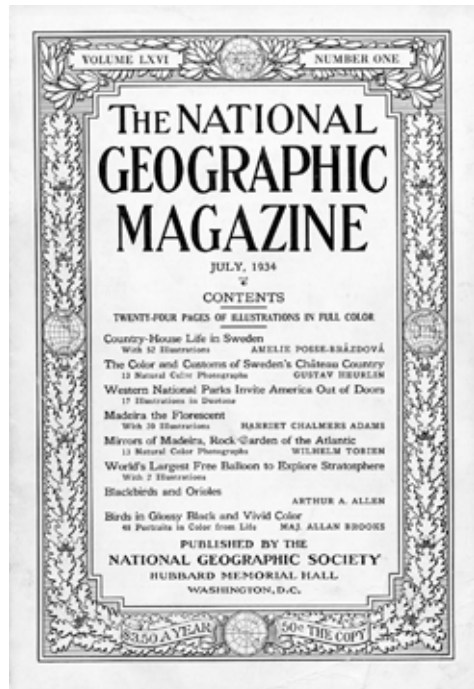 VOLUME LXVI NUMBER ONE
THE NATIONAL
GEOGRAPHIC
MAGAZINE
JULY, 1934
CONTENTS
TWENTY-FOUR PAGES OF ILLUSTRATIONS IN FULL COLOR
Country-House Life in Sweden
With 52 Illustrations AMELIE POSSE-BRÁZDOVÁ
The Color and Customs of Sweden's Château Country
13 Natural Color Photographs GUSTAV HEURLIN
Western National Parks Invite America Out of Doors
17 Illustrations in Duotone
Madeira the Florescent
With 20 Illustrations HARRIET CHALMERS ADAMS
Mirrors of Madeira, Rock Garden of the Atlantic
13 Natural Color Photographs WILHELM TOBIEN
World's Largest Free Balloon to Explore Stratosphere
With 2 Illustrations
Blackbirds and Orioles
ARTHUR A. ALLEN
Birds in Glossy Black and Vivid Color
48 Portraits in Color from Life MAJ. ALLAN BROOKS
PUBLISHED BY THE
NATIONAL GEOGRAPHIC SOCIETY
HUBBARD MEMORIAL HALL
WASHINGTON, D.C.
$3.50 A YEAR 50¢ THE COPY